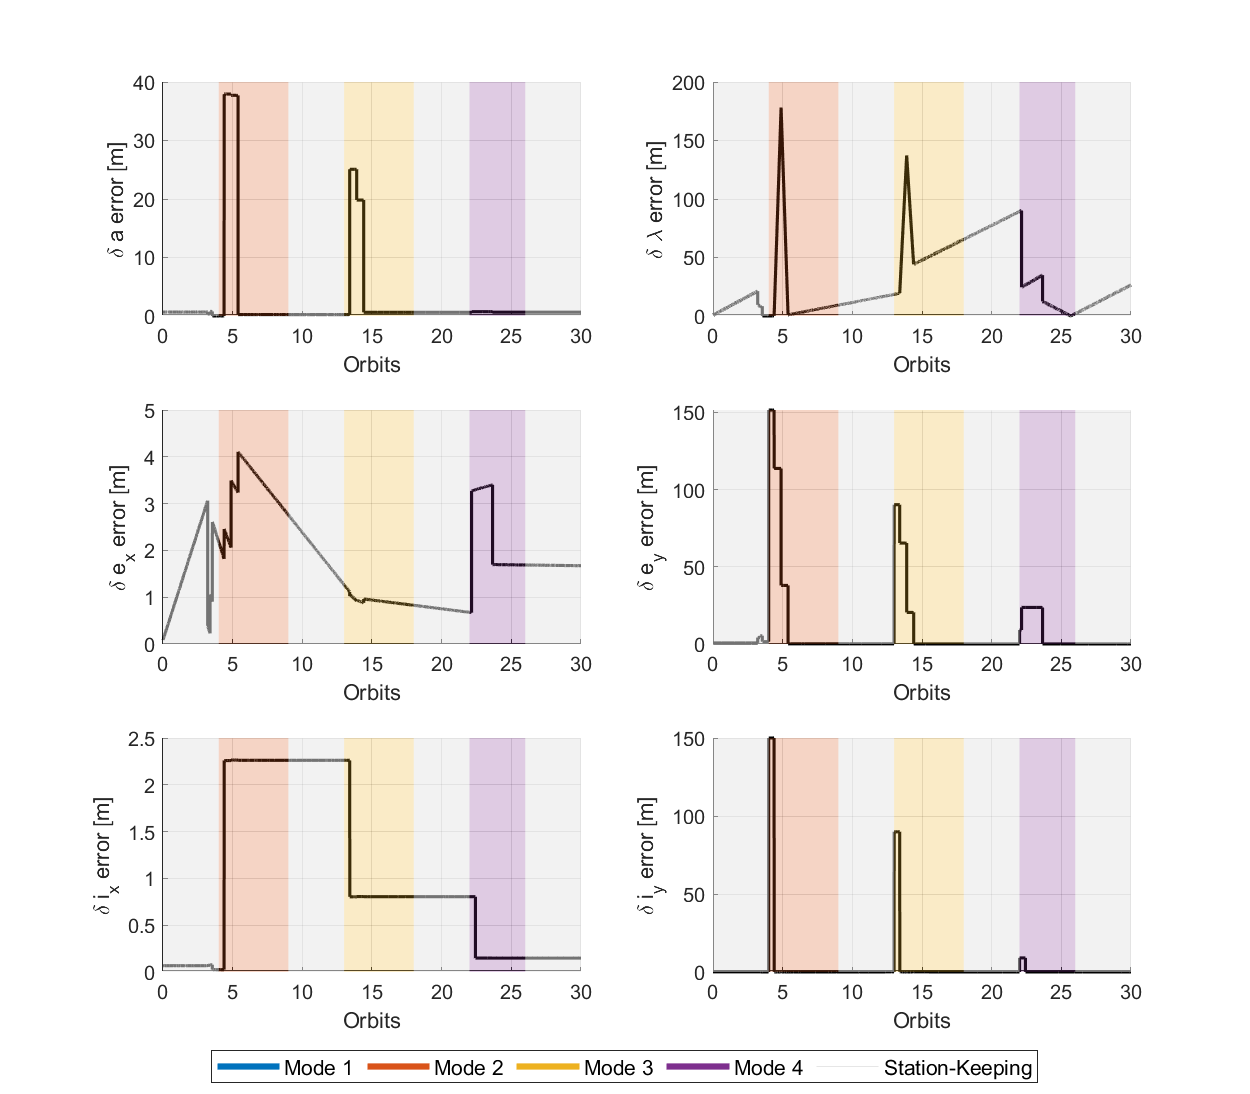 40
30
20
10
0
δ a error [m]
0 5 10 15 20 25 30
Orbits
200
150
100
50
0
δ λ error [m]
0 5 10 15 20 25 30
Orbits
5
4
3
2
1
0
δ e_x error [m]
0 5 10 15 20 25 30
Orbits
150
100
50
0
δ e_y error [m]
0 5 10 15 20 25 30
Orbits
2.5
2
1.5
1
0.5
0
δ i_x error [m]
0 5 10 15 20 25 30
Orbits
150
100
50
0
δ i_y error [m]
0 5 10 15 20 25 30
Orbits
Mode 1 Mode 2 Mode 3 Mode 4 Station-Keeping